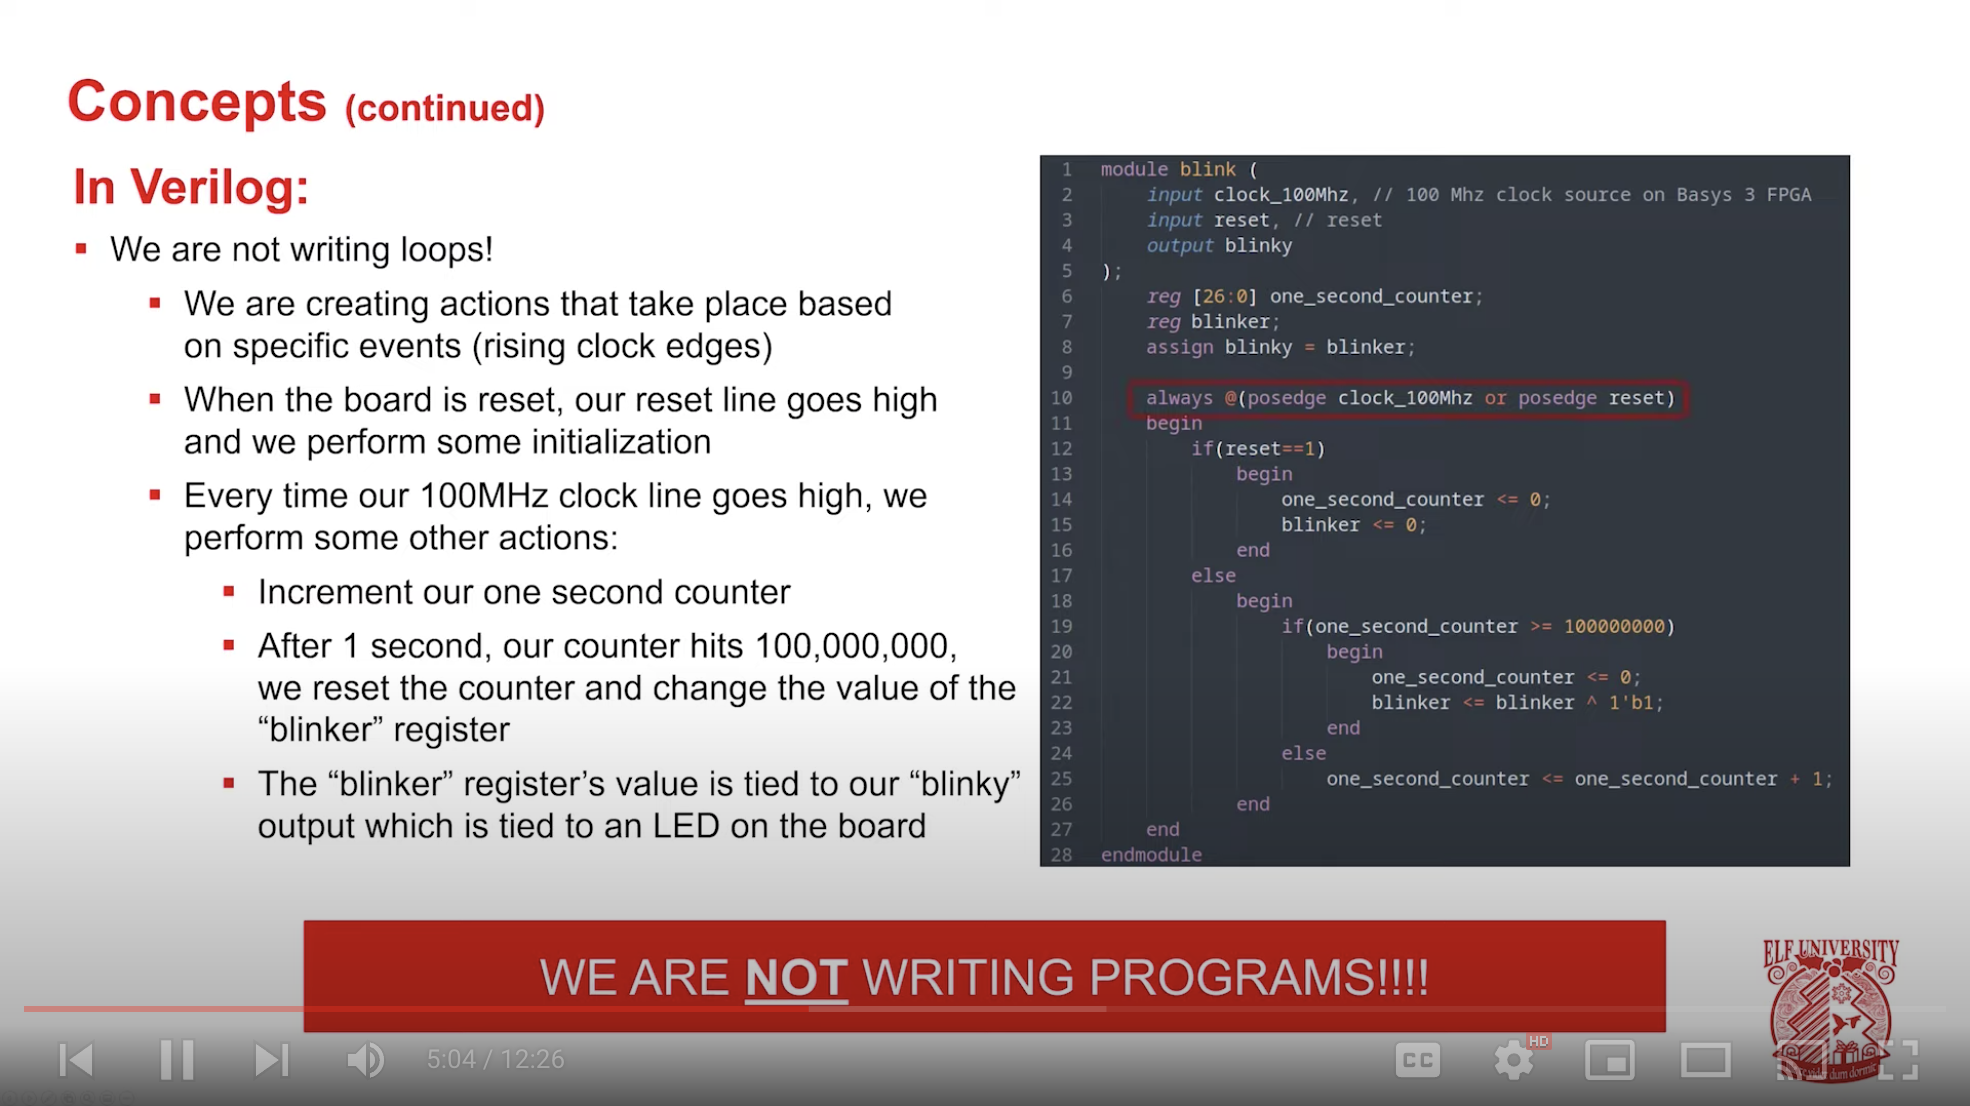 Concepts (continued)
In Verilog:
▪ We are not writing loops!
▪ We are creating actions that take place based
on specific events (rising clock edges)
▪ When the board is reset, our reset line goes high
and we perform some initialization
▪ Every time our 100MHz clock line goes high, we
perform some other actions:
▪ Increment our one second counter
▪ After 1 second, our counter hits 100,000,000,
we reset the counter and change the value of the
“blinker” register
▪ The “blinker” register’s value is tied to our “blinky”
output which is tied to an LED on the board
1 module blink (
2     input clock_100Mhz, // 100 Mhz clock source on Basys 3 FPGA
3     input reset, // reset
4     output blinky
5 );
6     reg [26:0] one_second_counter;
7     reg blinker;
8     assign blinky = blinker;
9
10     always @(posedge clock_100Mhz or posedge reset)
11     begin
12         if(reset==1)
13             begin
14                 one_second_counter <= 0;
15                 blinker <= 0;
16             end
17         else
18             begin
19                 if(one_second_counter >= 100000000)
20                     begin
21                         one_second_counter <= 0;
22                         blinker <= blinker ^ 1'b1;
23                     end
24                 else
25                     one_second_counter <= one_second_counter + 1;
26             end
27     end
28 endmodule
WE ARE NOT WRITING PROGRAMS!!!!
ELF UNIVERSITY
dum dormit
5:04 / 12:26
CC
HD